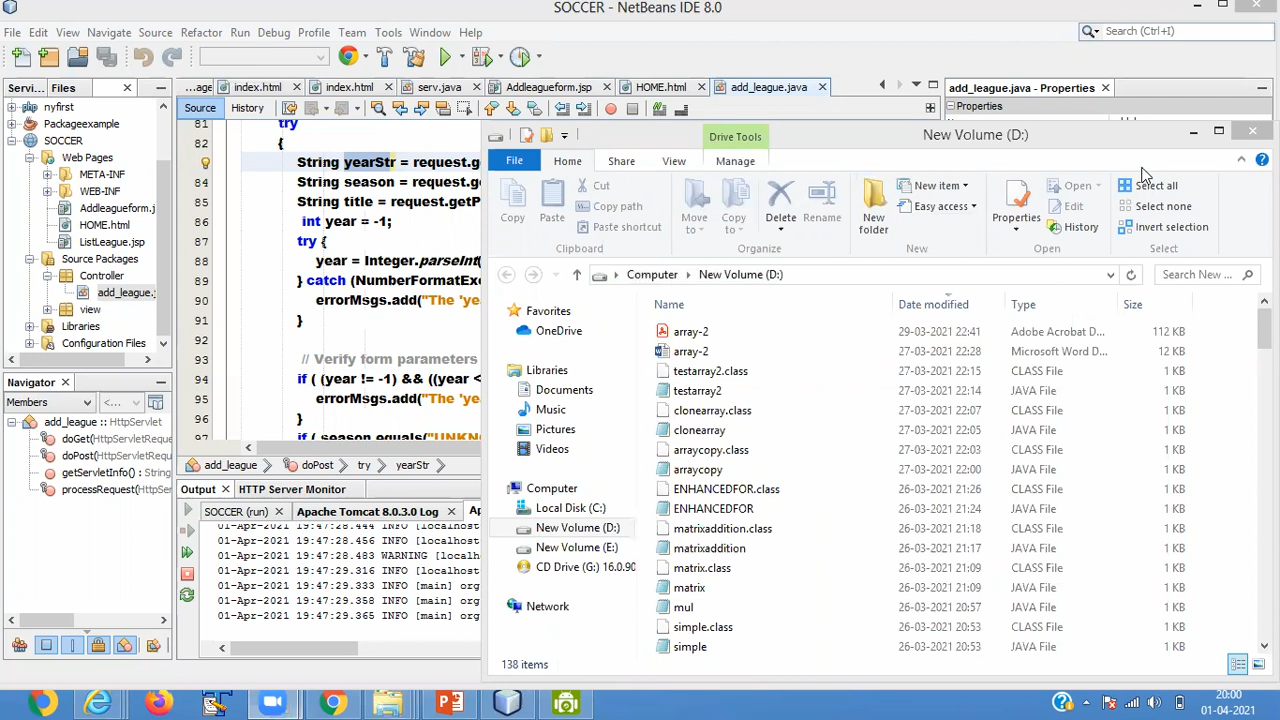 SOCCER - NetBeans IDE 8.0
File Edit View Navigate Source Refactor Run Debug Profile Team Tools Window Help
Search (Ctrl+I)
Servi... Files
...age index.html index.html serv.java Addleagueform.jsp HOME.html add_league.java
add_league.java - Properties
Properties
nyfirst
Packageexample
SOCCER
Web Pages
META-INF
WEB-INF
Addleagueform.j
HOME.html
ListLeague.jsp
Source Packages
Controller
add_league.j
view
Libraries
Configuration Files
Source History
81 try
82 {
String yearStr = request.ge
84 String season = request.ge
85 String title = request.getP
86 int year = -1;
87 try {
88 year = Integer.parseInt(
89 } catch (NumberFormatExc
90 errorMsgs.add("The 'ye
91 }
92
93 // Verify form parameters
94 if ( (year != -1) && ((year <
95 errorMsgs.add("The 'ye
96 }
97 if ( season.equals("UNKN
Navigator
Members <...>
add_league :: HttpServlet
doGet(HttpServletReque
doPost(HttpServletRequ
getServletInfo() : String
processRequest(HttpSer
add_league doPost try yearStr
Output HTTP Server Monitor
SOCCER (run) Apache Tomcat 8.0.3.0 Log Ap
01-Apr-2021 19:47:28.444 INFO [localhost
01-Apr-2021 19:47:28.456 INFO [localhost
01-Apr-2021 19:47:28.483 WARNING [localh
01-Apr-2021 19:47:29.316 INFO [localhost
01-Apr-2021 19:47:29.333 INFO [main] org
01-Apr-2021 19:47:29.358 INFO [main] org
01-Apr-2021 19:47:29.365 INFO [main] org
Drive Tools
New Volume (D:)
File Home Share View Manage
Copy
Paste
Cut
Copy path
Paste shortcut
Clipboard
Move to
Copy to
Delete
Rename
Organize
New folder
New item
Easy access
New
Properties
Open
Edit
History
Open
Select all
Select none
Invert selection
Select
Computer New Volume (D:)
Search New ...
Favorites
OneDrive
Libraries
Documents
Music
Pictures
Videos
Computer
Local Disk (C:)
New Volume (D:)
New Volume (E:)
CD Drive (G:) 16.0.90
Network
Name Date modified Type Size
array-2 29-03-2021 22:41 Adobe Acrobat D... 112 KB
array-2 27-03-2021 22:28 Microsoft Word D... 12 KB
testarray2.class 27-03-2021 22:15 CLASS File 1 KB
testarray2 27-03-2021 22:14 JAVA File 1 KB
clonearray.class 27-03-2021 22:07 CLASS File 1 KB
clonearray 27-03-2021 22:07 JAVA File 1 KB
arraycopy.class 27-03-2021 22:03 CLASS File 1 KB
arraycopy 27-03-2021 22:00 JAVA File 1 KB
ENHANCEDFOR.class 26-03-2021 21:26 CLASS File 1 KB
ENHANCEDFOR 26-03-2021 21:26 JAVA File 1 KB
matrixaddition.class 26-03-2021 21:18 CLASS File 1 KB
matrixaddition 26-03-2021 21:17 JAVA File 1 KB
matrix.class 26-03-2021 21:09 CLASS File 1 KB
matrix 26-03-2021 21:09 JAVA File 1 KB
mul 26-03-2021 20:57 JAVA File 1 KB
simple.class 26-03-2021 20:53 CLASS File 1 KB
simple 26-03-2021 20:53 JAVA File 1 KB
138 items
20:00
01-04-2021